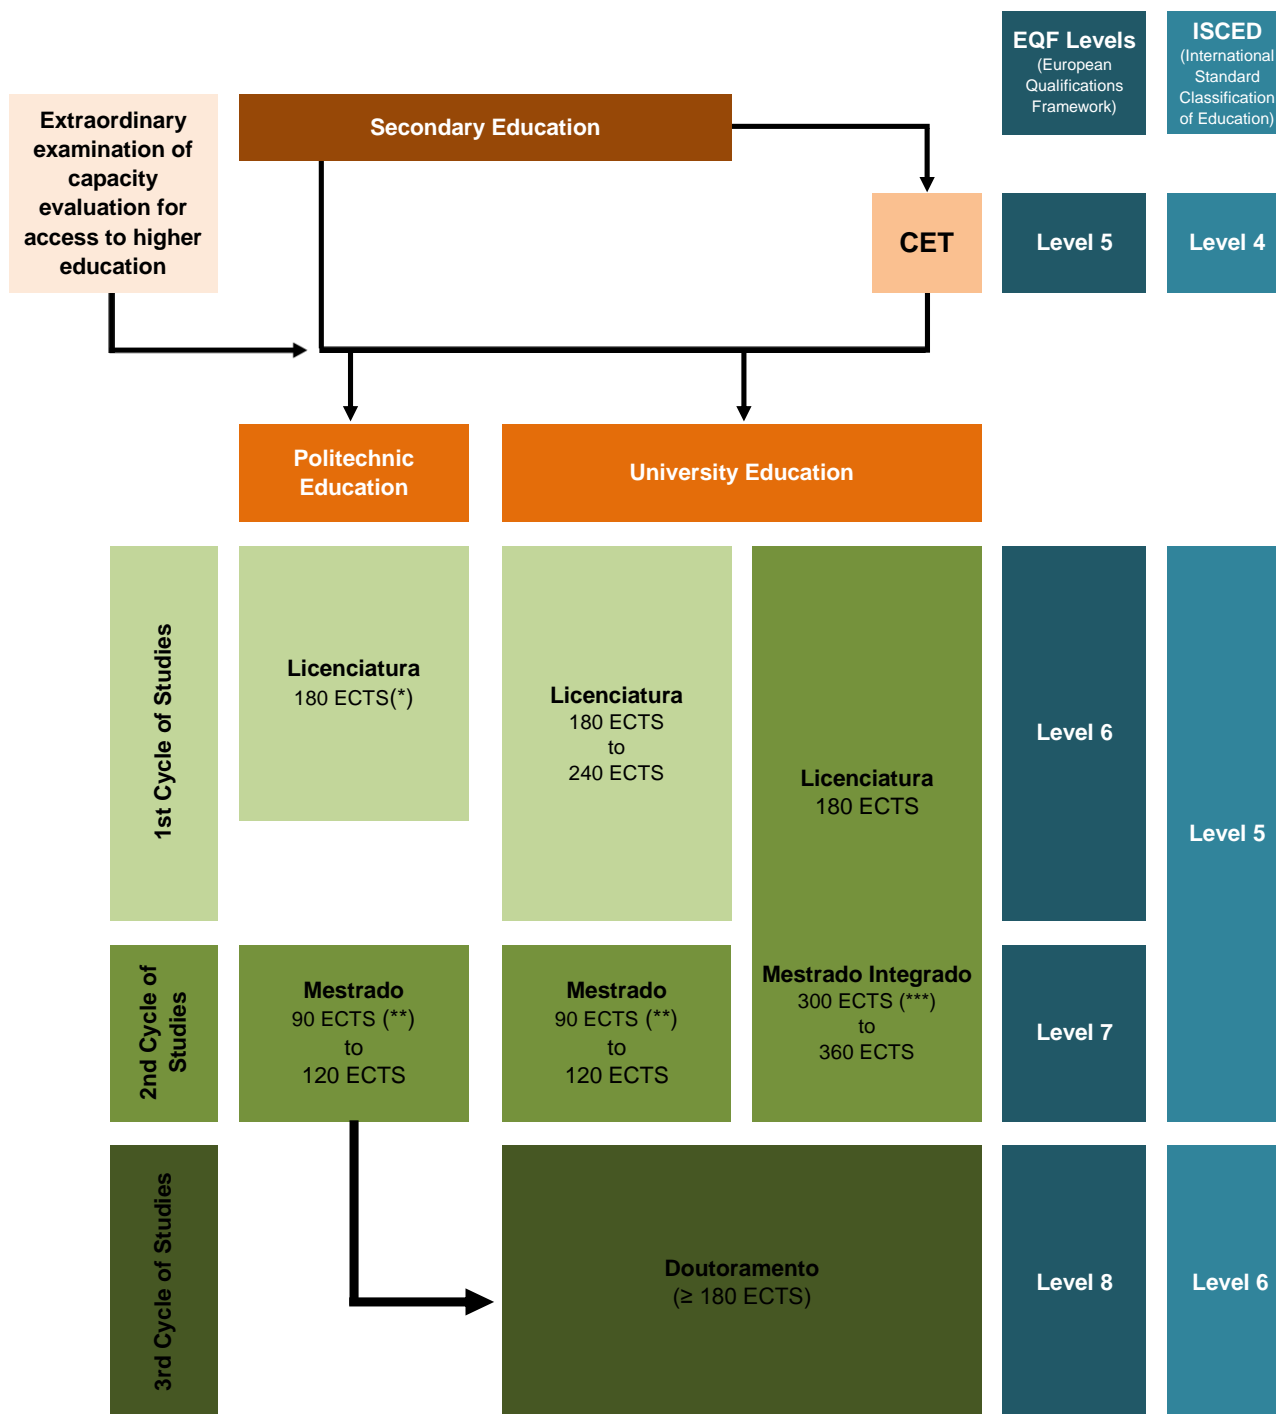 EQF Levels
(European
Qualifications
Framework)
ISCED
(International
Standard
Classification
of Education)
Extraordinary
examination of
capacity
evaluation for
access to higher
education
Secondary Education
CET
Level 5
Level 4
Politechnic
Education
University Education
1st Cycle of Studies
Licenciatura
180 ECTS(*)
Licenciatura
180 ECTS
to
240 ECTS
Licenciatura
180 ECTS
Level 6
Level 5
2nd Cycle of
Studies
Mestrado
90 ECTS (**)
to
120 ECTS
Mestrado
90 ECTS (**)
to
120 ECTS
Mestrado Integrado
300 ECTS (***)
to
360 ECTS
Level 7
3rd Cycle of Studies
Doutoramento
(≥ 180 ECTS)
Level 8
Level 6